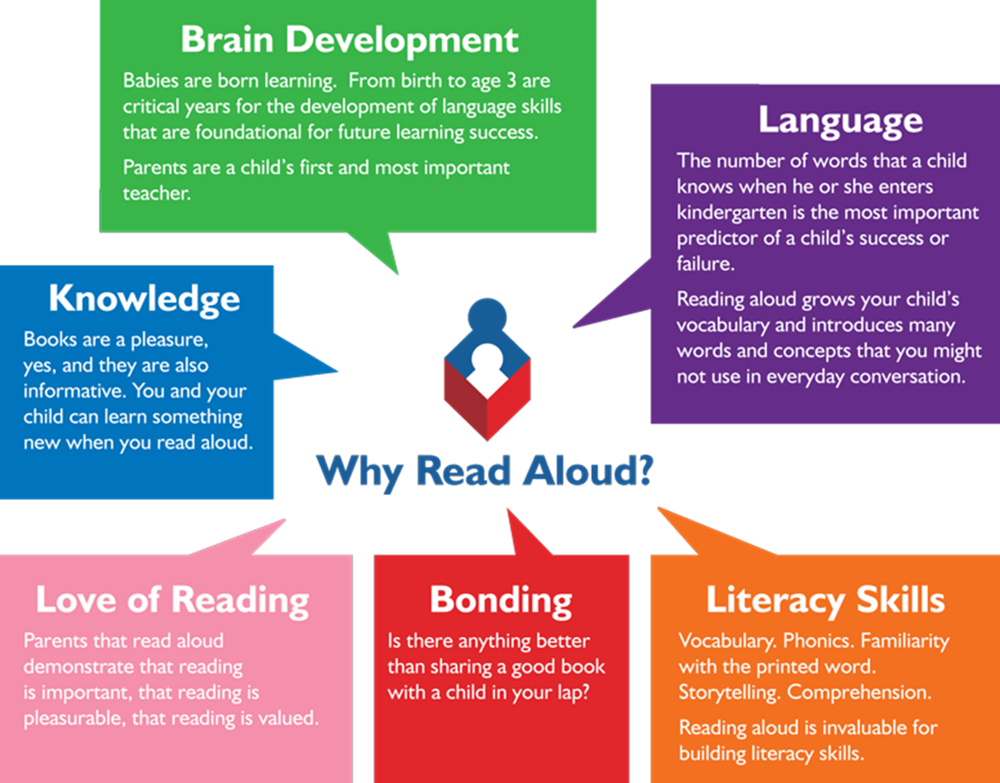 Brain Development
Babies are born learning.  From birth to age 3 are
critical years for the development of language skills
that are foundational for future learning success.
Parents are a child's first and most important
teacher.
Language
The number of words that a child
knows when he or she enters
kindergarten is the most important
predictor of a child's success or
failure.
Reading aloud grows your child's
vocabulary and introduces many
words and concepts that you might
not use in everyday conversation.
Knowledge
Books are a pleasure,
yes, and they are also
informative. You and your
child can learn something
new when you read aloud.
Why Read Aloud?
Love of Reading
Parents that read aloud
demonstrate that reading
is important, that reading is
pleasurable, that reading is valued.
Bonding
Is there anything better
than sharing a good book
with a child in your lap?
Literacy Skills
Vocabulary. Phonics. Familiarity
with the printed word.
Storytelling. Comprehension.
Reading aloud is invaluable for
building literacy skills.